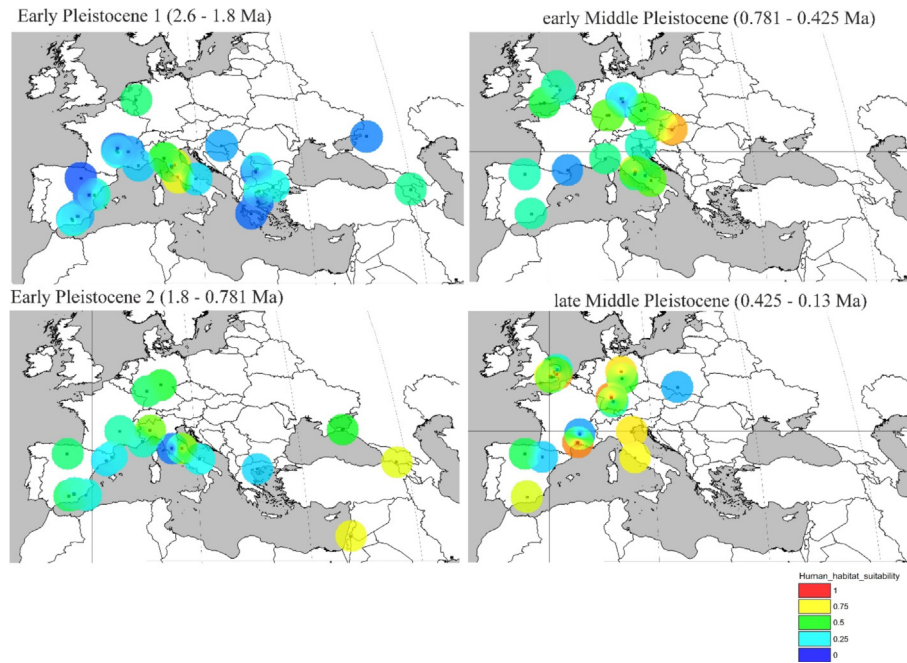 Early Pleistocene 1 (2.6 - 1.8 Ma)
early Middle Pleistocene (0.781 - 0.425 Ma)
Early Pleistocene 2 (1.8 - 0.781 Ma)
late Middle Pleistocene (0.425 - 0.13 Ma)
Human_habitat_suitability
1
0.75
0.5
0.25
0